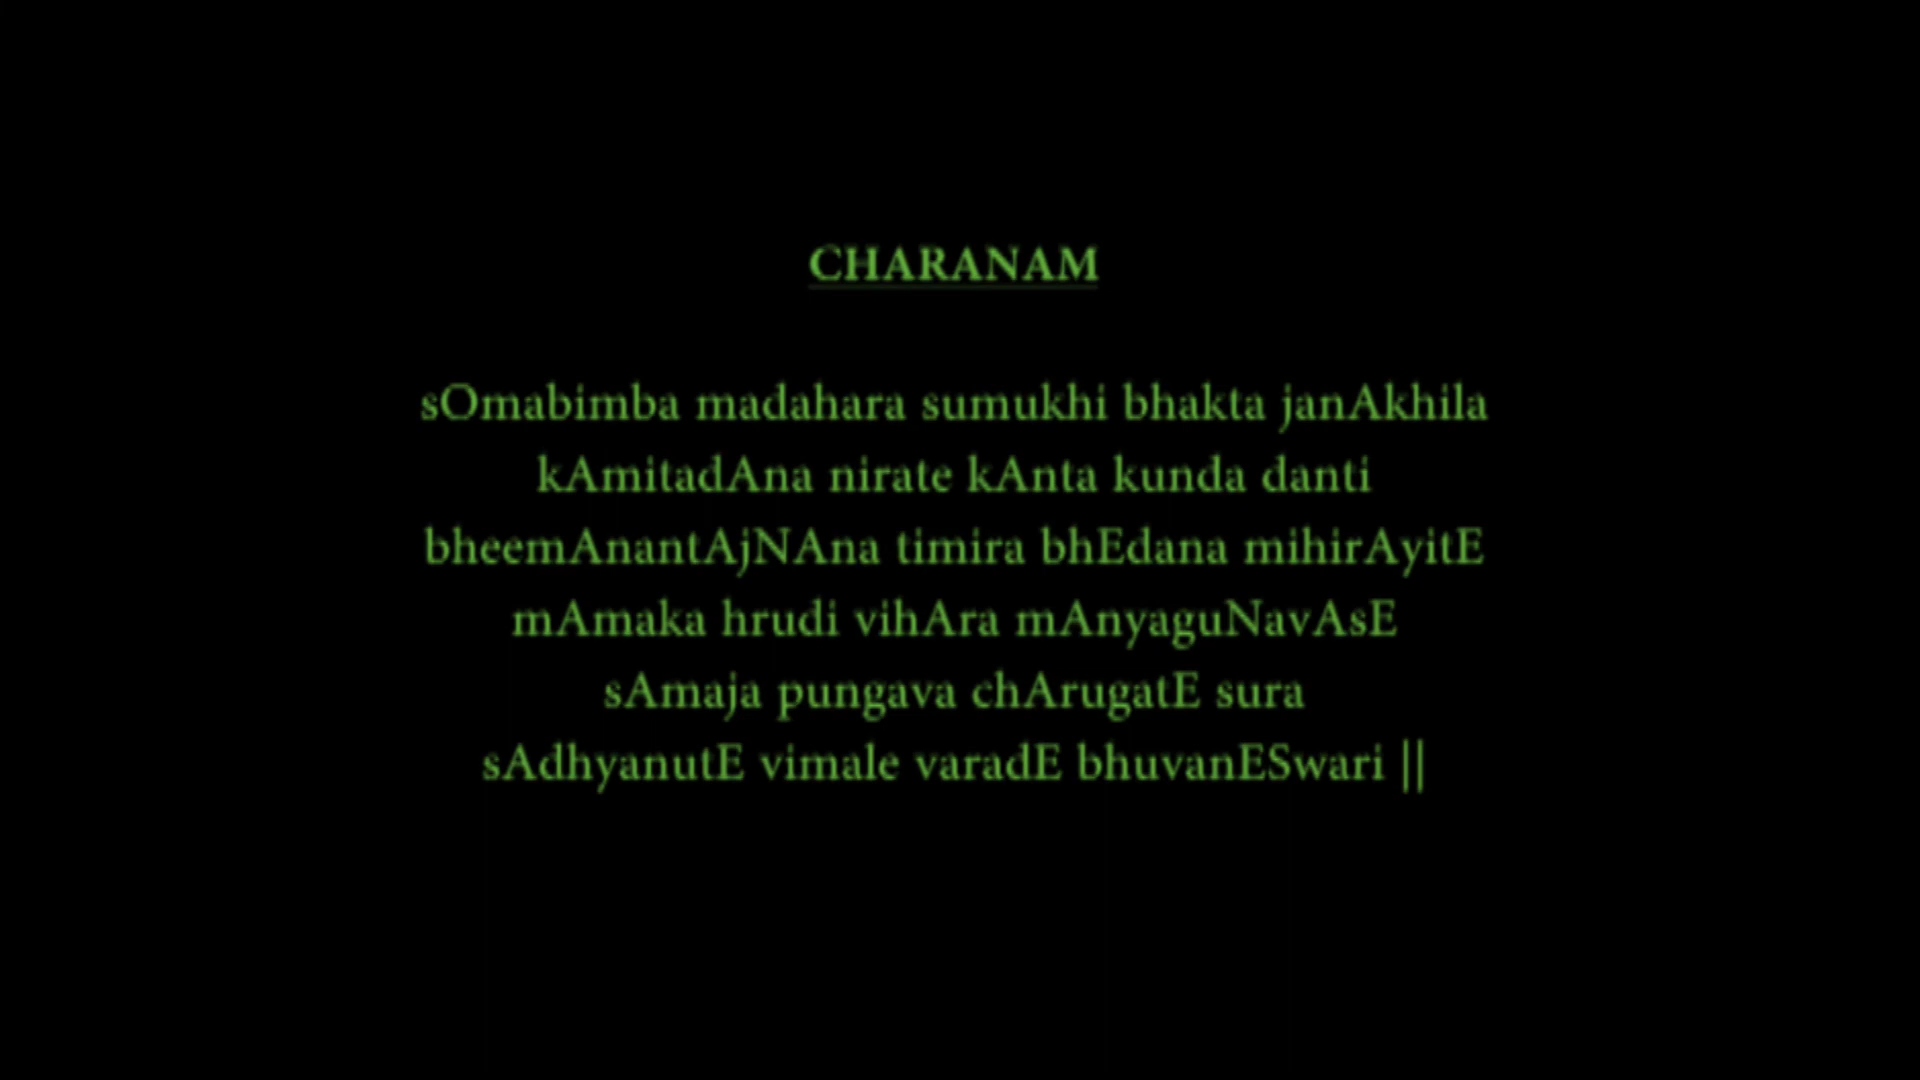 CHARANAM
sOmabimba madahara sumukhi bhakta janAkhila
kAmitadAna nirate kAnta kunda danti
bheemAnantAjNAna timira bhEdana mihirAyitE
mAmaka hrudi vihAra mAnyaguNavAsE
sAmaja pungava chArugatE sura
sAdhyanutE vimale varadE bhuvanESwari ||